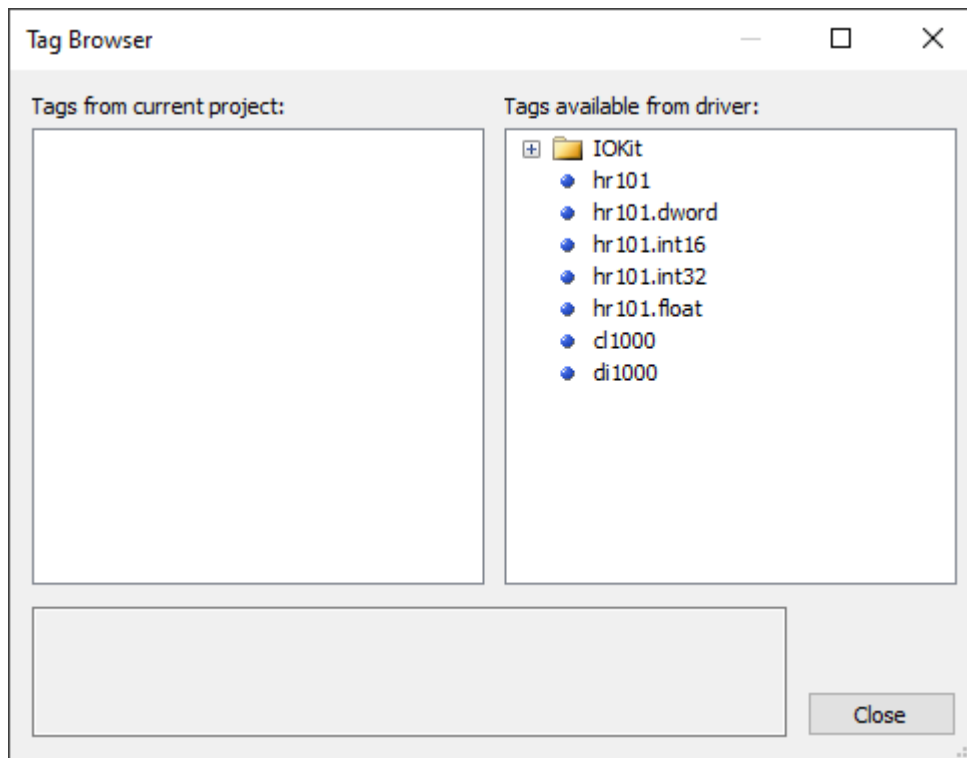 Tag Browser
Tags from current project:
Tags available from driver:
IOKit
hr101
hr101.dword
hr101.int16
hr101.int32
hr101.float
cl1000
di1000
Close